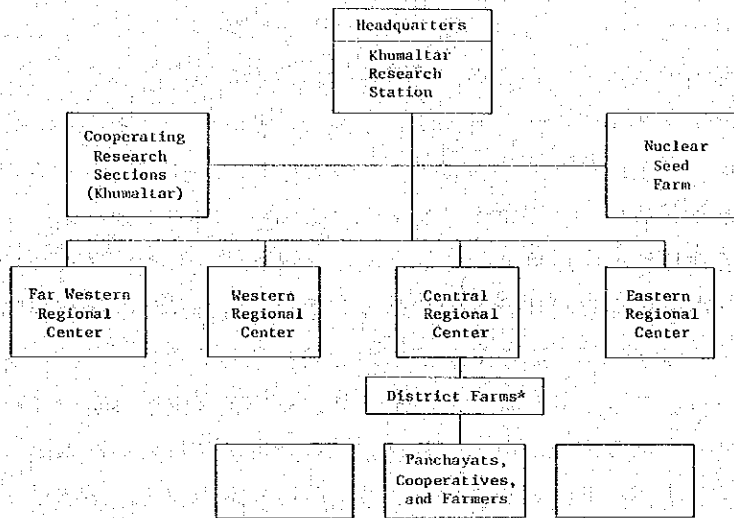 Headquarters
Khumaltar
Research
Station
Cooperating
Research
Sections
(Khumaltar)
Nuclear
Seed
Farm
Far Western
Regional
Center
Western
Regional
Center
Central
Regional
Center
Eastern
Regional
Center
District Farms*
Panchayats,
Cooperatives,
and Farmers